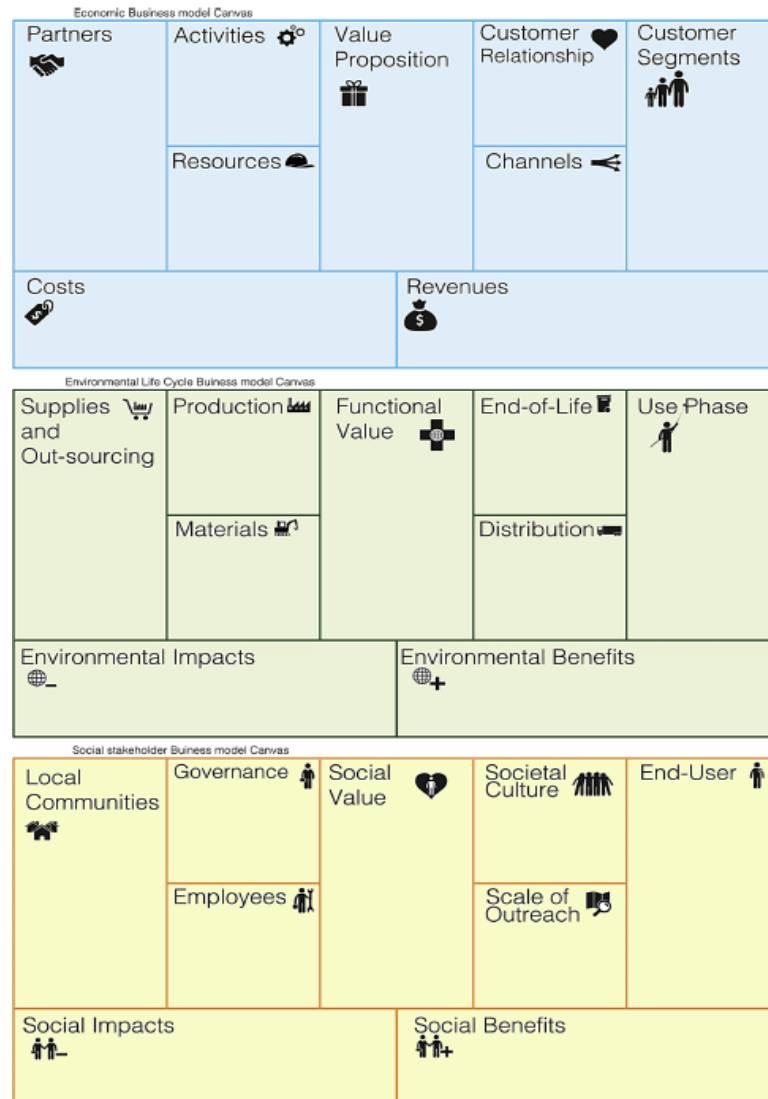 Economic Business model Canvas
Partners
Activities
Value
Proposition
Customer
Relationship
Customer
Segments
Resources
Channels
Costs
$
Revenues
$
Environmental Life Cycle Buiness model Canvas
Supplies
and
Out-sourcing
Production
Functional
Value
End-of-Life
Use Phase
Materials
Distribution
Environmental Impacts
Environmental Benefits
Social stakeholder Buiness model Canvas
Local
Communities
Governance
Social
Value
Societal
Culture
End-User
Employees
Scale of
Outreach
Social Impacts
Social Benefits